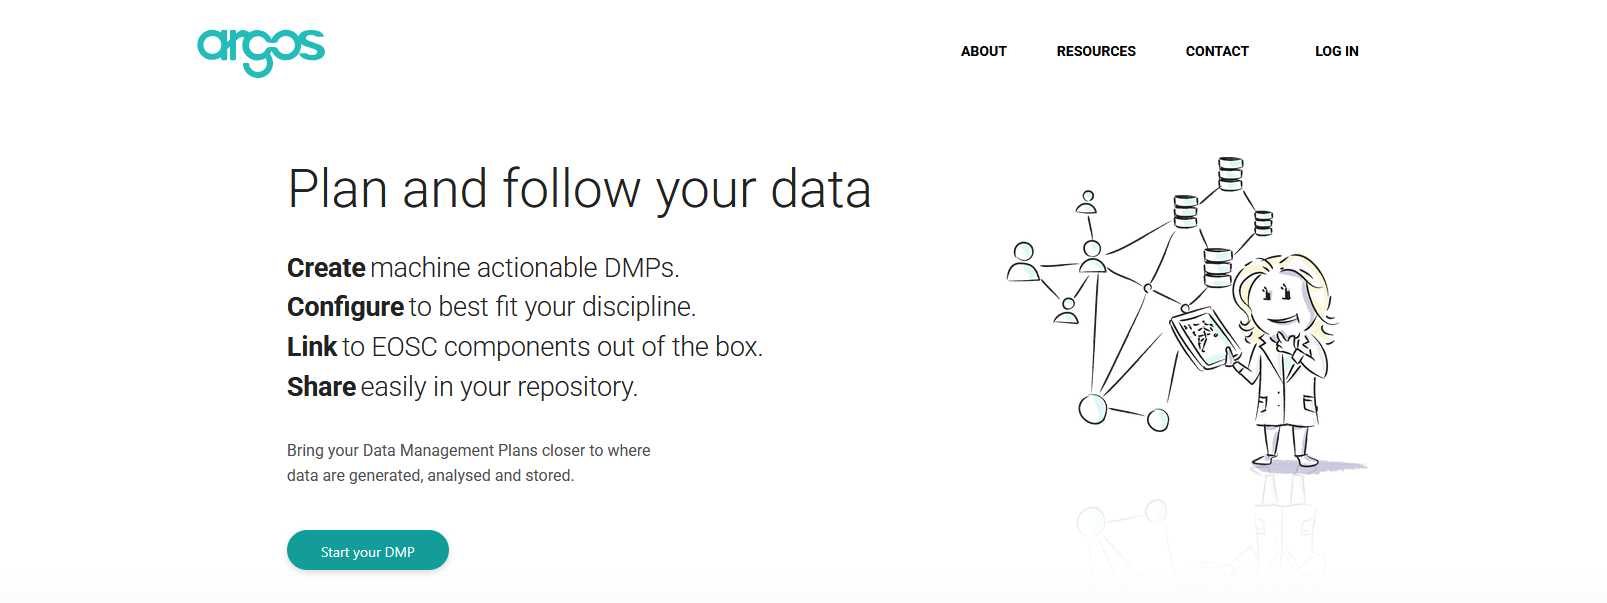 argos
ABOUT RESOURCES CONTACT LOG IN
Plan and follow your data
Create machine actionable DMPs.
Configure to best fit your discipline.
Link to EOSC components out of the box.
Share easily in your repository.
Bring your Data Management Plans closer to where
data are generated, analysed and stored.
Start your DMP